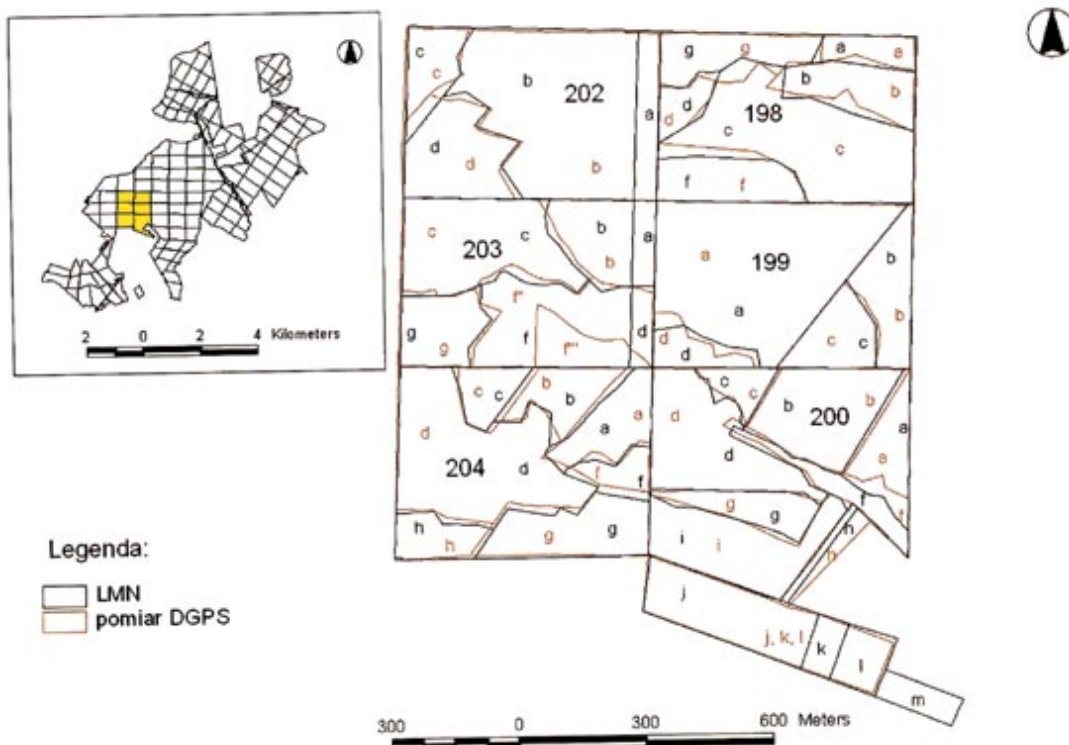 2 0 2 4 Kilometers
g g a a
c c b b b
202 a d d 198
c c
d d b f f
c c b b a a b
203 199
f" a b
g g f f''' d d d c c
c c b b c c b b
200
d a a d a
204 d f f d a
f f
h h g g g g h h
i i
j
j, k, l k l
m
Legenda:
LMN
pomiar DGPS
300 0 300 600 Meters